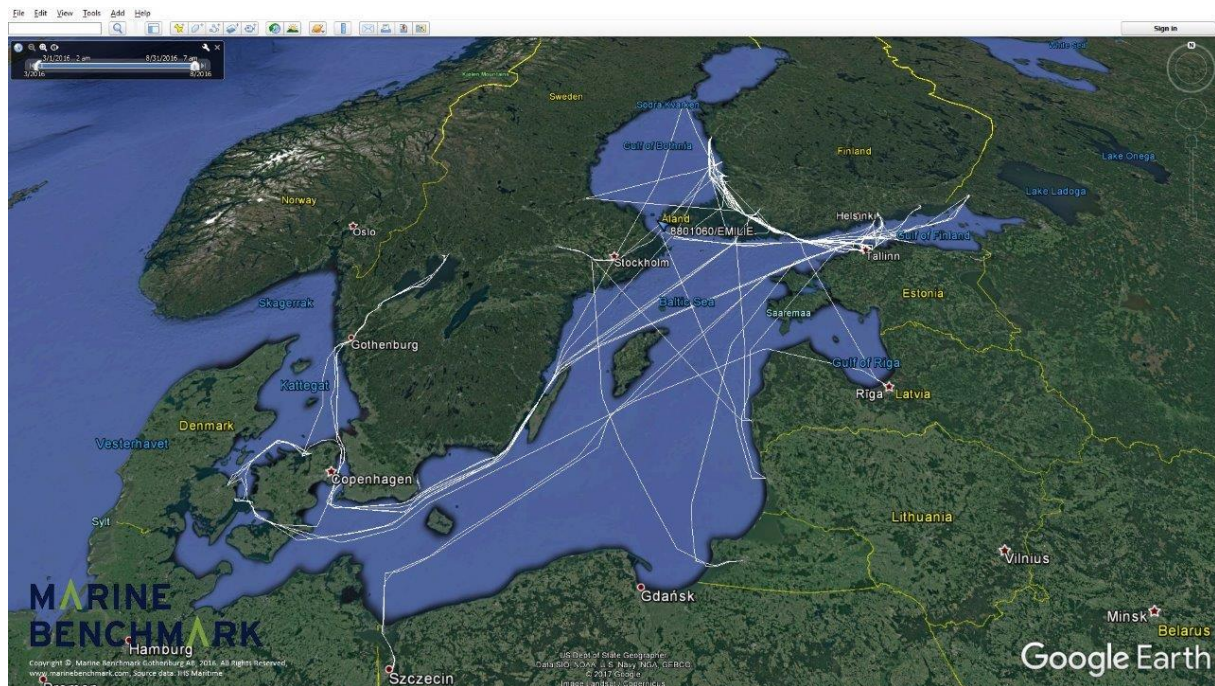 File Edit View Tools Add Help
Sign in
3/1/2016 2 am 8/31/2016 7 am
3/2016 8/2016
White Sea
Kjolen Mountains
Sweden
Gulf of Bothnia
Finland
Lake Onega
Lake Ladoga
Norway
Oslo
Åland
8801060/EMILIE
Helsinki
Gulf of Finland
Tallinn
Stockholm
Skagerrak
Baltic Sea
Estonia
Saaremaa
Gothenburg
Gulf of Riga
Kattegat
Rīga
Latvia
Denmark
Vesterhavet
Copenhagen
Lithuania
Sylt
Vilnius
Gdańsk
MARINE
BENCHMARK
Minsk
Belarus
Hamburg
Google Earth
Copyright ©, Marine Benchmark Gothenburg AB, 2016, All Rights Reserved,
www.marinebenchmark.com, Source data: IHS Maritime
Szczecin
US Dept of State Geographer
Data SIO, NOAA, U.S. Navy, NGA, GEBCO
© 2017 Google
Image Landsat / Copernicus